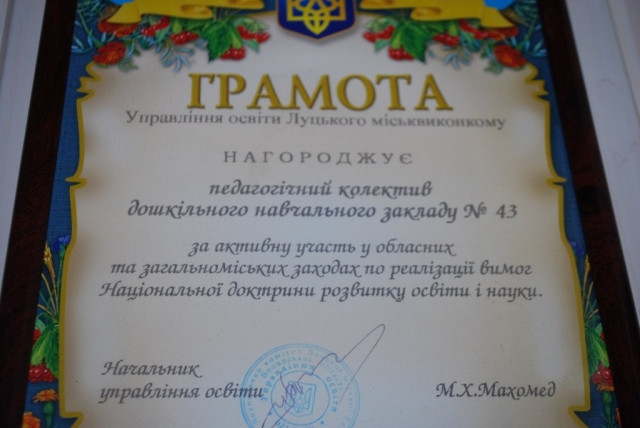 ГРАМОТА
Управління освіти Луцького міськвиконкому
НАГОРОДЖУЄ
педагогічний колектив
дошкільного навчального закладу № 43
за активну участь у обласних
та загальноміських заходах по реалізації вимог
Національної доктрини розвитку освіти і науки.
Начальник
управління освіти
М.Х.Махомед